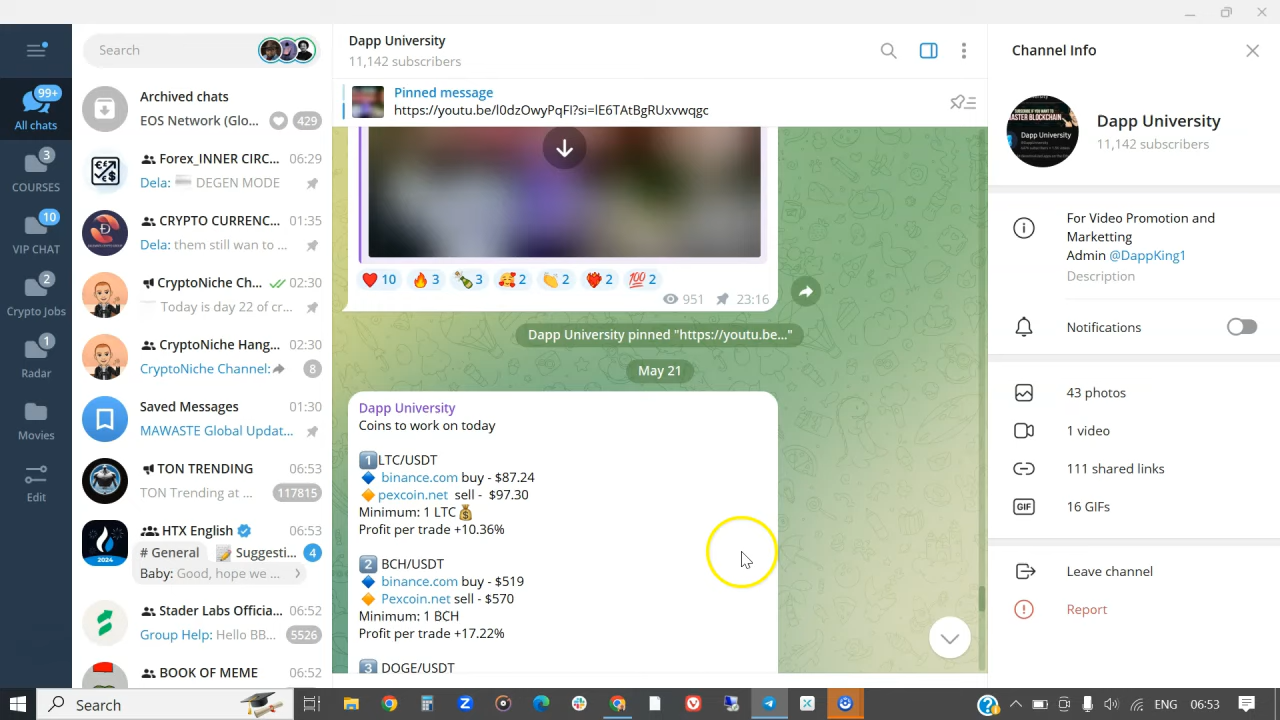 Search
99+
All chats
3
COURSES
10
VIP CHAT
2
Crypto Jobs
1
Radar
Movies
Edit
Archived chats
EOS Network (Glo...
429
Forex_INNER CIRC...
06:29
Dela: DEGEN MODE
CRYPTO CURRENC...
01:35
Dela: them still wan to ...
CryptoNiche Ch...
02:30
Today is day 22 of cr...
CryptoNiche Hang...
02:30
CryptoNiche Channel:
8
Saved Messages
01:30
MAWASTE Global Updat...
TON TRENDING
06:53
TON Trending at ...
117815
HTX English
06:53
2024
# General
Suggesti...
4
Baby: Good, hope we ...
Stader Labs Officia...
06:52
Group Help: Hello BB...
5526
BOOK OF MEME
06:52
Dapp University
11,142 subscribers
Pinned message
https://youtu.be/l0dzOwyPqFI?si=lE6TAtBgRUxvwqgc
10
3
3
2
2
2
💯 2
951
23:16
Dapp University pinned "https://youtu.be..."
May 21
Dapp University
Coins to work on today
1 LTC/USDT
binance.com buy - $87.24
pexcoin.net sell - $97.30
Minimum: 1 LTC
Profit per trade +10.36%
2 BCH/USDT
binance.com buy - $519
Pexcoin.net sell - $570
Minimum: 1 BCH
Profit per trade +17.22%
3 DOGE/USDT
Channel Info
Dapp University
11,142 subscribers
MASTER BLOCKCHAIN
Dapp University
For Video Promotion and
Marketting
Admin @DappKing1
Description
Notifications
43 photos
1 video
111 shared links
GIF
16 GIFs
Leave channel
Report
Search
ENG
06:53